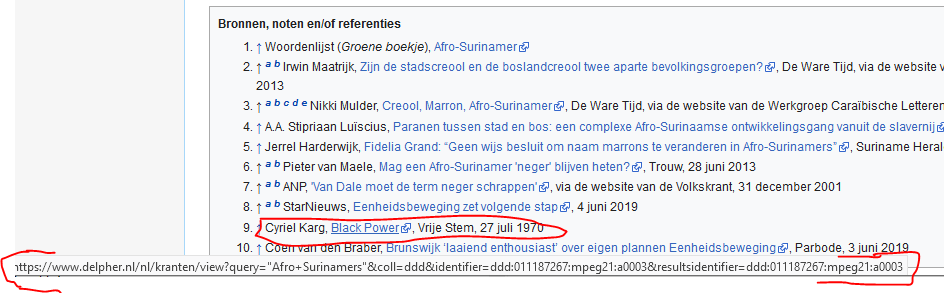 Bronnen, noten en/of referenties
1. ↑ Woordenlijst (Groene boekje), Afro-Surinamer
2. ↑ a b Irwin Maatrijk, Zijn de stadscreool en de boslandcreool twee aparte bevolkingsgroepen?, De Ware Tijd, via de website v
2013
3. ↑ a b c d e Nikki Mulder, Creool, Marron, Afro-Surinamer, De Ware Tijd, via de website van de Werkgroep Caraïbische Letteren
4. ↑ A.A. Stipriaan Luïscius, Paranen tussen stad en bos: een complexe Afro-Surinaamse ontwikkelingsgang vanuit de slavernij
5. ↑ Jerrel Harderwijk, Fidelia Grand: “Geen wijs besluit om naam marrons te veranderen in Afro-Surinamers”, Suriname Heral
6. ↑ a b Pieter van Maele, Mag een Afro-Surinamer 'neger' blijven heten?, Trouw, 28 juni 2013
7. ↑ a b ANP, 'Van Dale moet de term neger schrappen', via de website van de Volkskrant, 31 december 2001
8. ↑ a b StarNieuws, Eenheidsbeweging zet volgende stap, 4 juni 2019
9. ↑ Cyriel Karg, Black Power, Vrije Stem, 27 juli 1970
10. ↑ Coen van den Braber, Brunswijk ‘laaiend enthousiast’ over eigen plannen Eenheidsbeweging, Parbode, 3 juni 2019
https://www.delpher.nl/nl/kranten/view?query="Afro+Surinamers"&coll=ddd&identifier=ddd:011187267:mpeg21:a0003&resultsidentifier=ddd:011187267:mpeg21:a0003